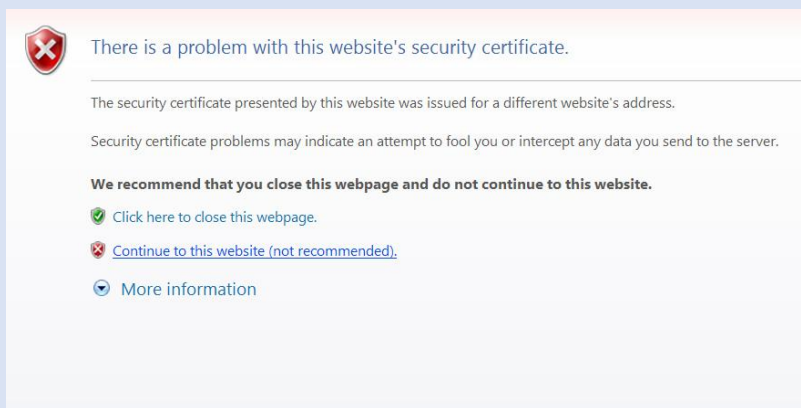 There is a problem with this website's security certificate.
The security certificate presented by this website was issued for a different website's address.
Security certificate problems may indicate an attempt to fool you or intercept any data you send to the server.
We recommend that you close this webpage and do not continue to this website.
Click here to close this webpage.
Continue to this website (not recommended).
More information